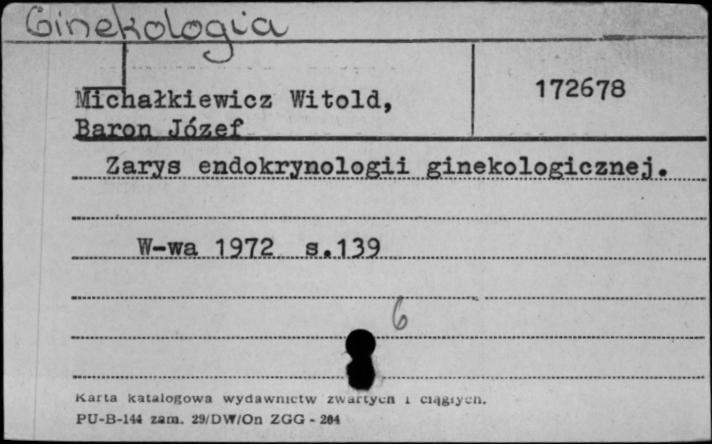 Ginekologia
Michałkiewicz Witold,
172678
Baron Józef
Zarys endokrynologii ginekologicznej.
W-wa 1972 s.139
6
Karta katalogowa wydawnictw zwartych i ciągłych.
PU-B-144 zam. 29/DW/On ZGG - 264